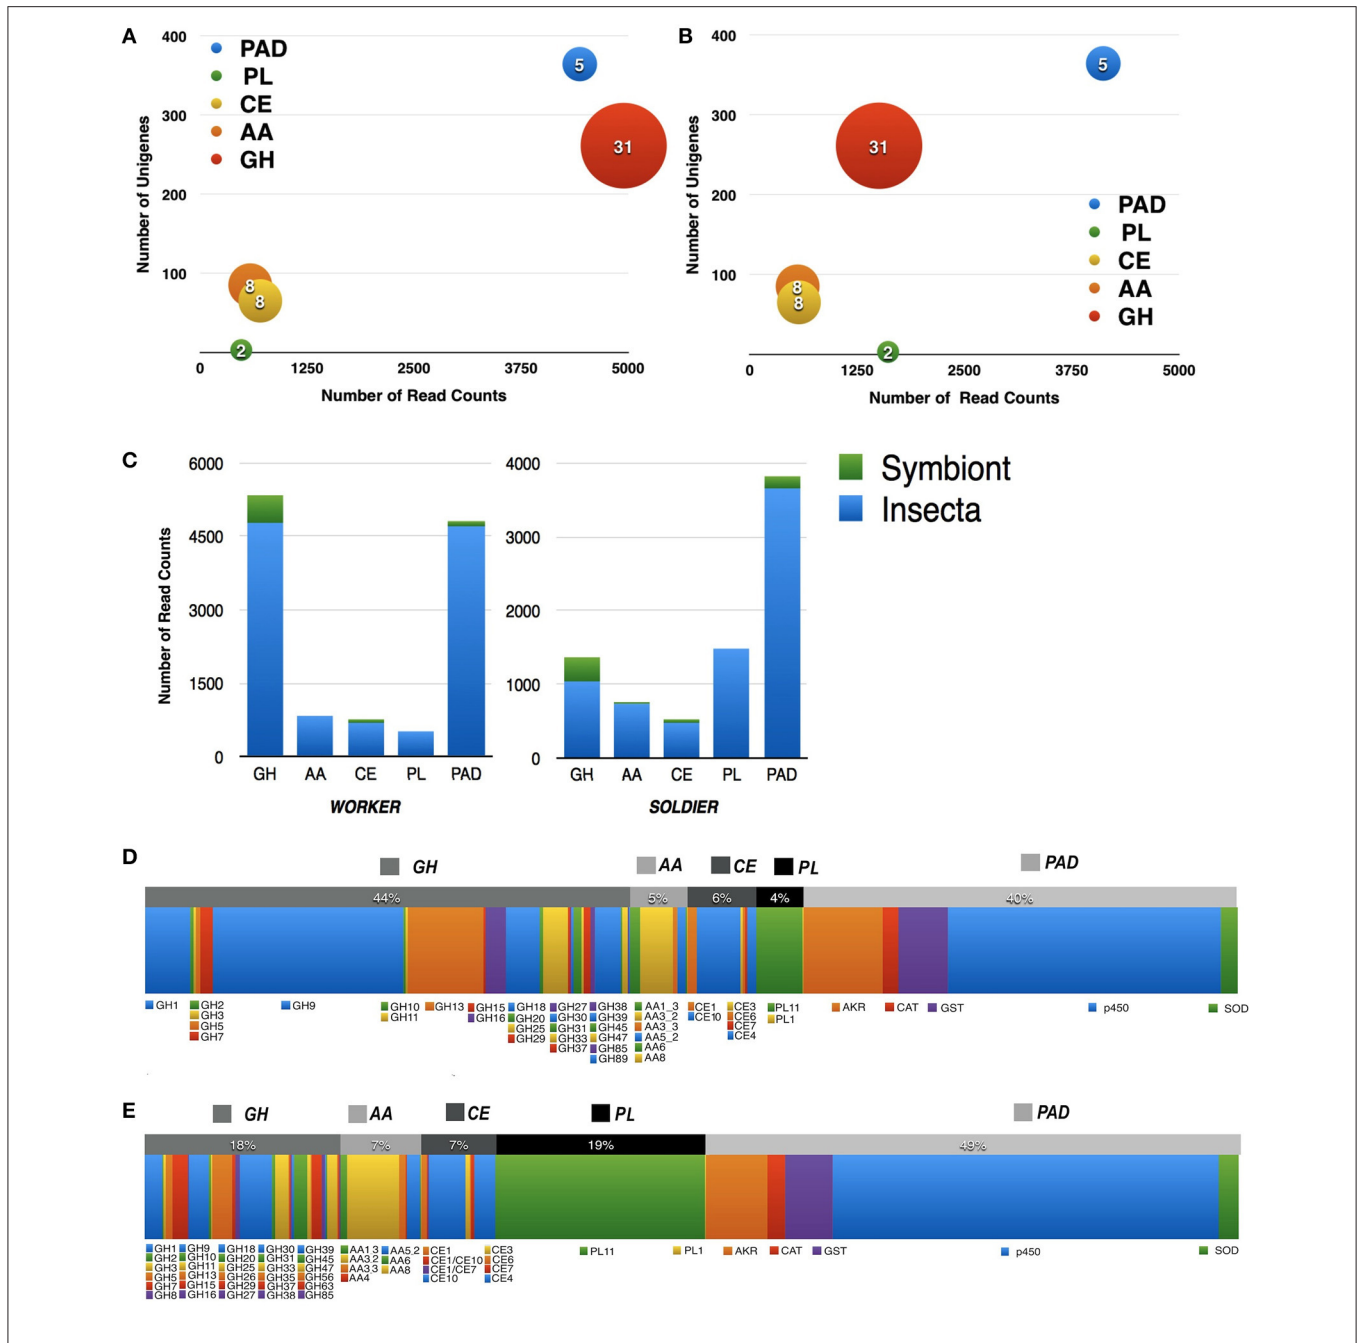 A
400
300
200
100
Number of Unigenes
PAD
PL
CE
AA
GH
5
31
8
8
2
0
1250
2500
3750
5000
Number of Read Counts
B
400
300
200
100
Number of Unigenes
5
31
8
8
2
PAD
PL
CE
AA
GH
0
1250
2500
3750
5000
Number of Read Counts
C
6000
4500
3000
1500
0
Number of Read Counts
GH AA CE PL PAD
WORKER
4000
3000
2000
1000
0
GH AA CE PL PAD
SOLDIER
Symbiont
Insecta
D
GH AA CE PL PAD
44% 5% 6% 4% 40%
GH1
GH2
GH3
GH5
GH7
GH9
GH10
GH11
GH13
GH15
GH16
GH18
GH20
GH25
GH29
GH27
GH30
GH31
GH33
GH37
GH38
GH39
GH45
GH47
GH85
GH89
AA1_3
AA3_2
AA3_3
AA5_2
AA6
AA8
CE1
CE10
CE3
CE6
CE7
CE4
PL11
PL1
AKR
CAT
GST
p450
SOD
E
GH AA CE PL PAD
18% 7% 7% 19% 49%
GH1
GH2
GH3
GH5
GH7
GH8
GH9
GH10
GH11
GH13
GH15
GH16
GH18
GH20
GH25
GH26
GH29
GH27
GH30
GH31
GH33
GH35
GH37
GH38
GH39
GH45
GH47
GH56
GH63
GH85
AA1 3
AA3.2
AA3.3
AA4
AA5.2
AA6
AA8
CE1
CE1/CE10
CE1/CE7
CE10
CE3
CE6
CE7
CE4
PL11
PL1
AKR
CAT
GST
p450
SOD